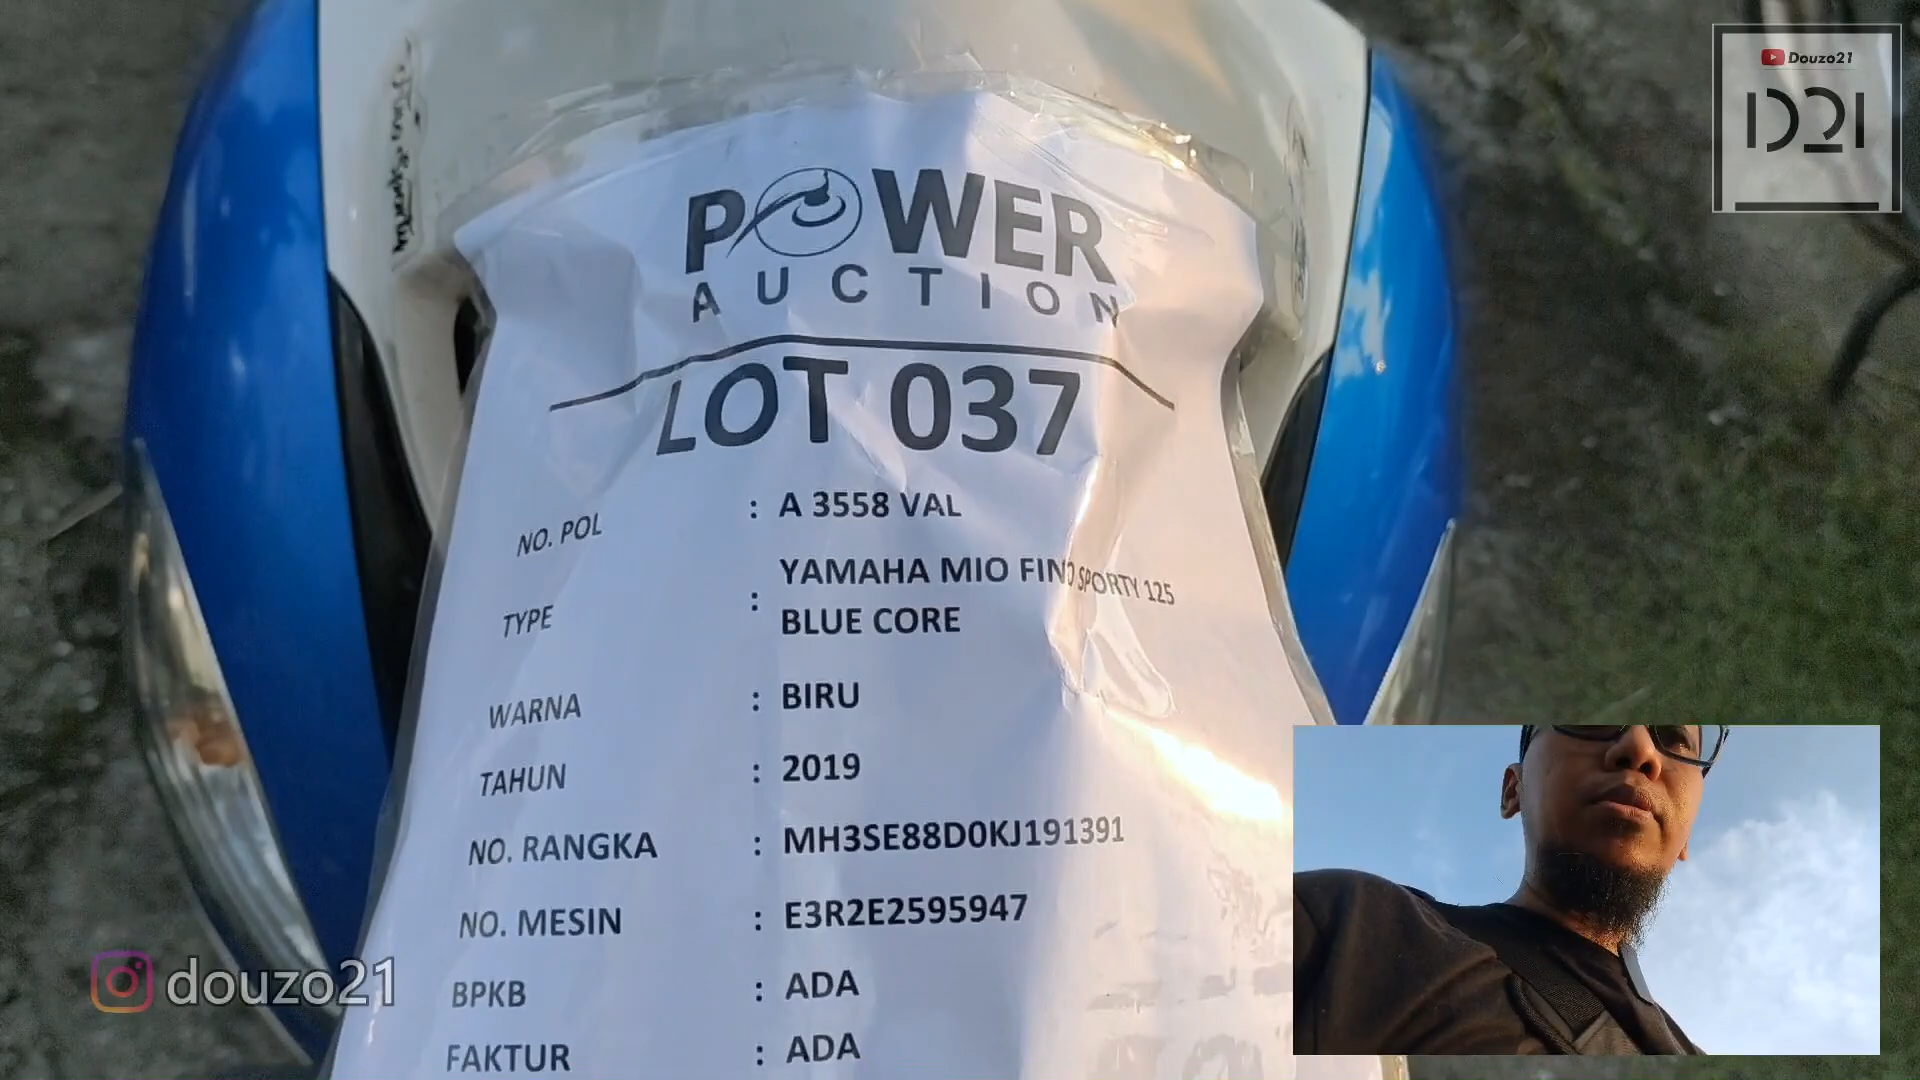 Douzo21
D21
POWER
AUCTION
LOT 037
NO. POL : A 3558 VAL
TYPE : YAMAHA MIO FINO SPORTY 125
BLUE CORE
WARNA : BIRU
TAHUN : 2019
NO. RANGKA : MH3SE88D0KJ191391
NO. MESIN : E3R2E2595947
BPKB : ADA
FAKTUR : ADA
douzo21